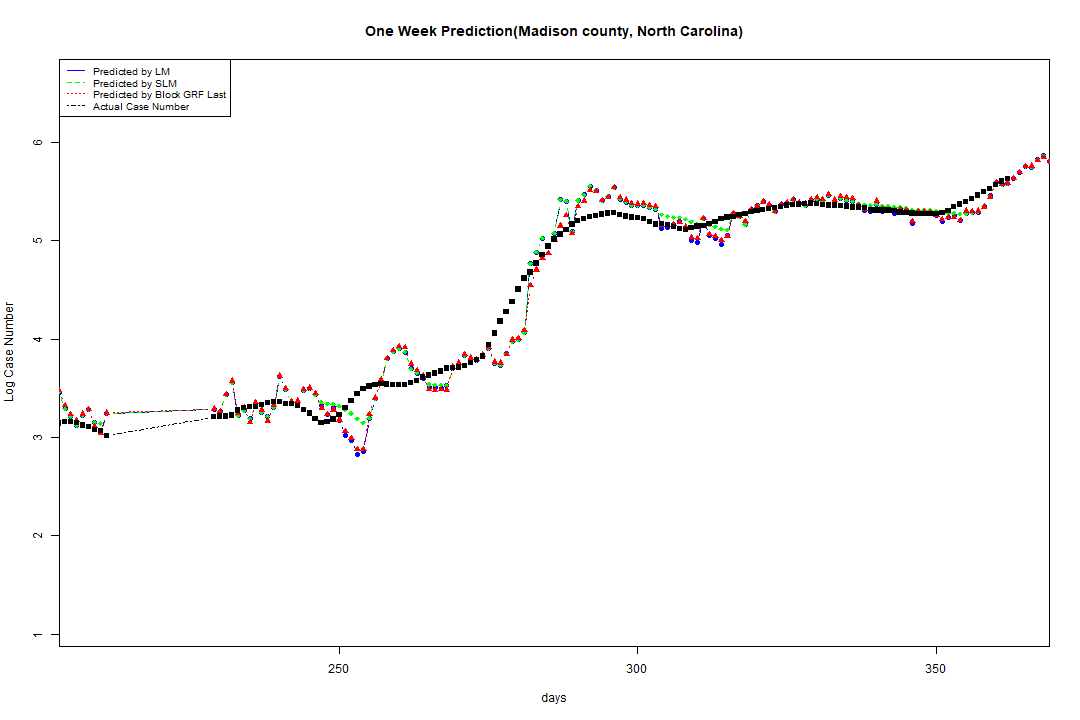 One Week Prediction(Madison county, North Carolina)
Predicted by LM
Predicted by SLM
Predicted by Block GRF Last
Actual Case Number
6
5
4
3
2
1
Log Case Number
250 300 350
days